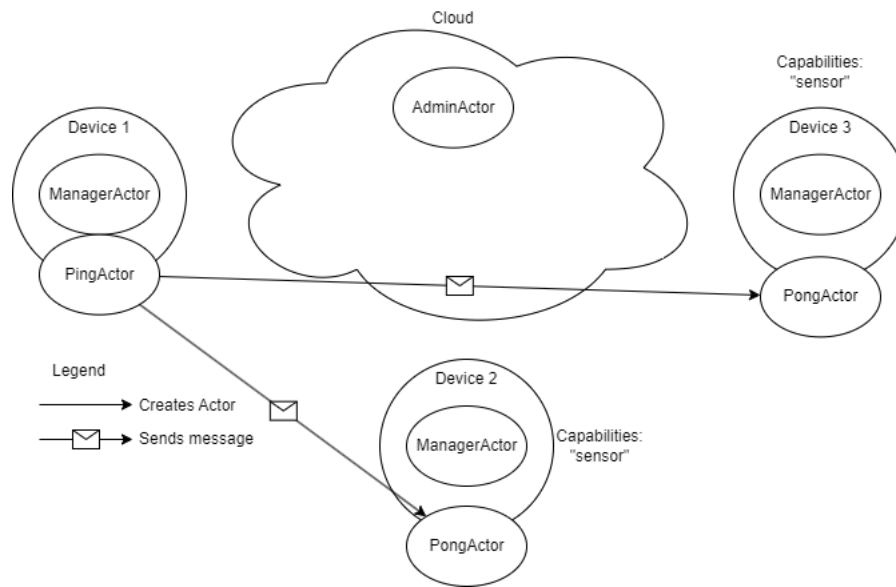 Cloud
Capabilities:
"sensor"
AdminActor
Device 1
Device 3
ManagerActor
ManagerActor
PingActor
PongActor
Legend
Device 2
Creates Actor
Sends message
ManagerActor
Capabilities:
"sensor"
PongActor